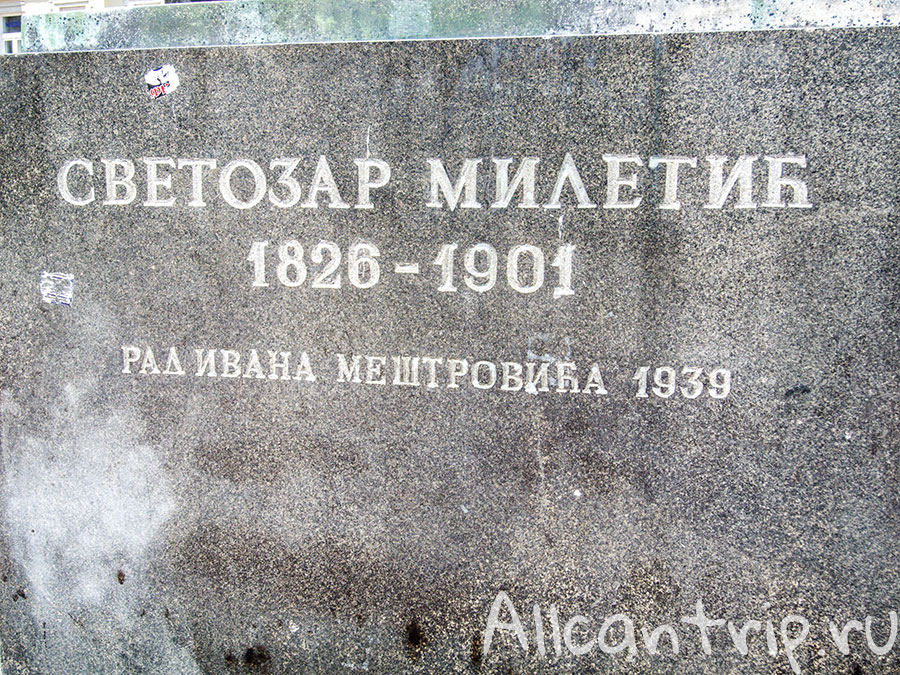 СВЕТОЗАР МИЛЕТИЋ
1826 - 1901
РАД ИВАНА МЕШТРОВИЋА 1939
Allcantrip.ru